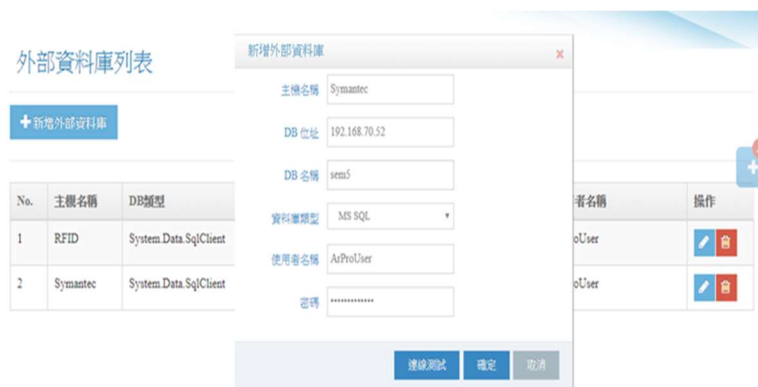 外部資料庫列表
新增外部資料庫
No. 主機名稱 DB類型 者名稱 操作
1 RFID System.Data.SqlClient oUser
2 Symantec System.Data.SqlClient oUser
新增外部資料庫
主機名稱 Symantec
DB 位址 192.168.70.52
DB 名稱 sem5
資料庫類型 MS SQL
使用者名稱 ArProUser
密碼 •••••••••••••
連線測試 確定 取消